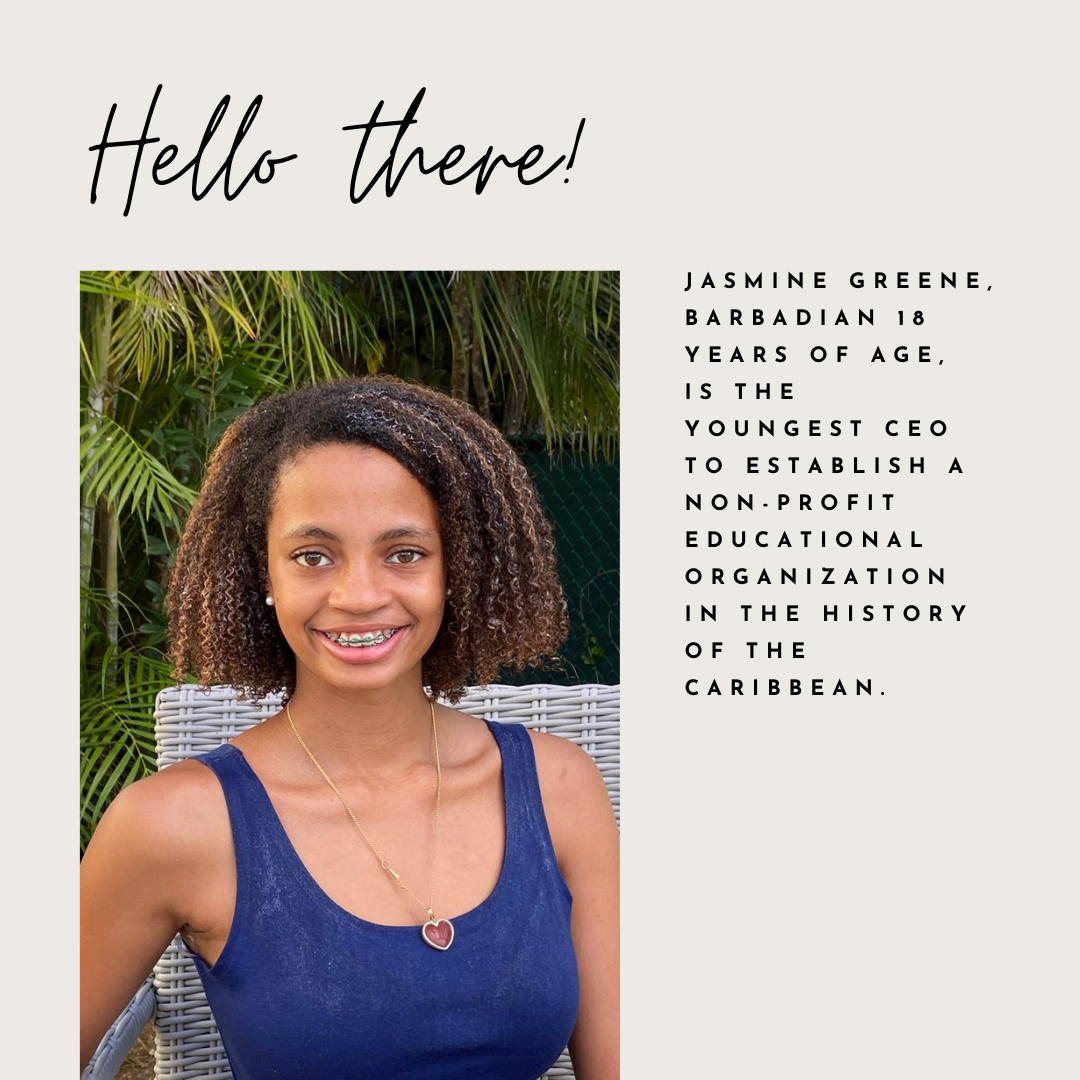 Hello there!
JASMINE GREENE,
BARBADIAN 18
YEARS OF AGE,
IS THE
YOUNGEST CEO
TO ESTABLISH A
NON-PROFIT
EDUCATIONAL
ORGANIZATION
IN THE HISTORY
OF THE
CARIBBEAN.